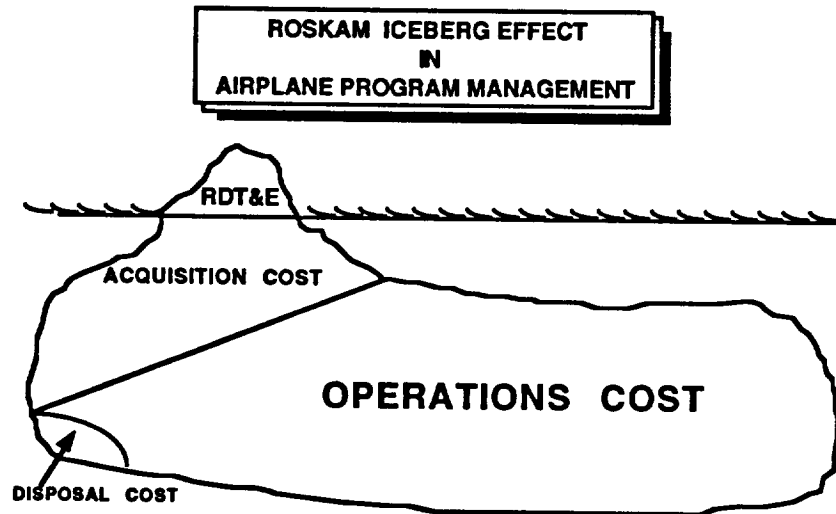 ROSKAM ICEBERG EFFECT
IN
AIRPLANE PROGRAM MANAGEMENT
RDT&E
ACQUISITION COST
OPERATIONS COST
DISPOSAL COST